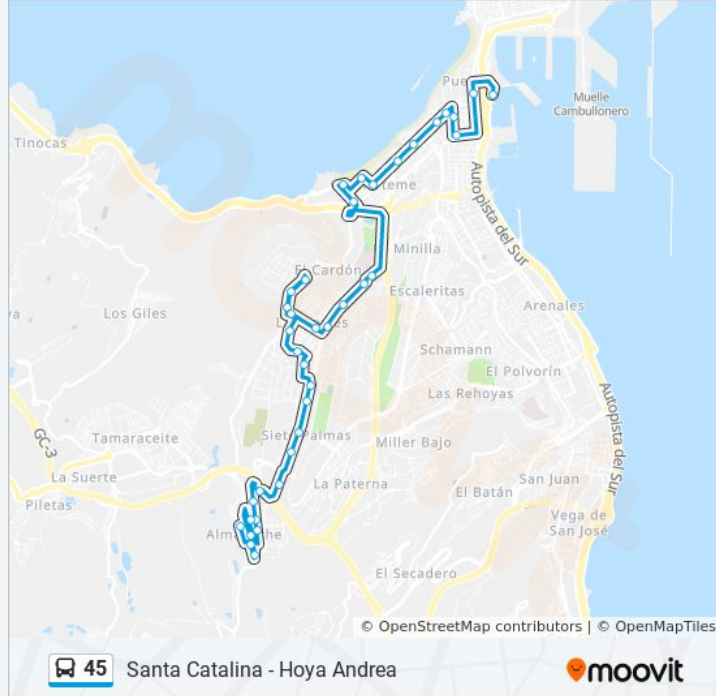 Muelle
Cambullonero
Tinocas
Autopista del Sur
Minilla
El Cardón
Escaleritas
Los Giles
Arenales
Schamann
El Polvorín
Las Rehoyas
Autopista del Sur
GC-3
Tamaraceite
Siete Palmas
Miller Bajo
La Suerte
La Paterna
San Juan
Piletas
El Batán
Vega de
San José
El Secadero
© OpenStreetMap contributors | © OpenMapTiles
45 Santa Catalina - Hoya Andrea
moovit